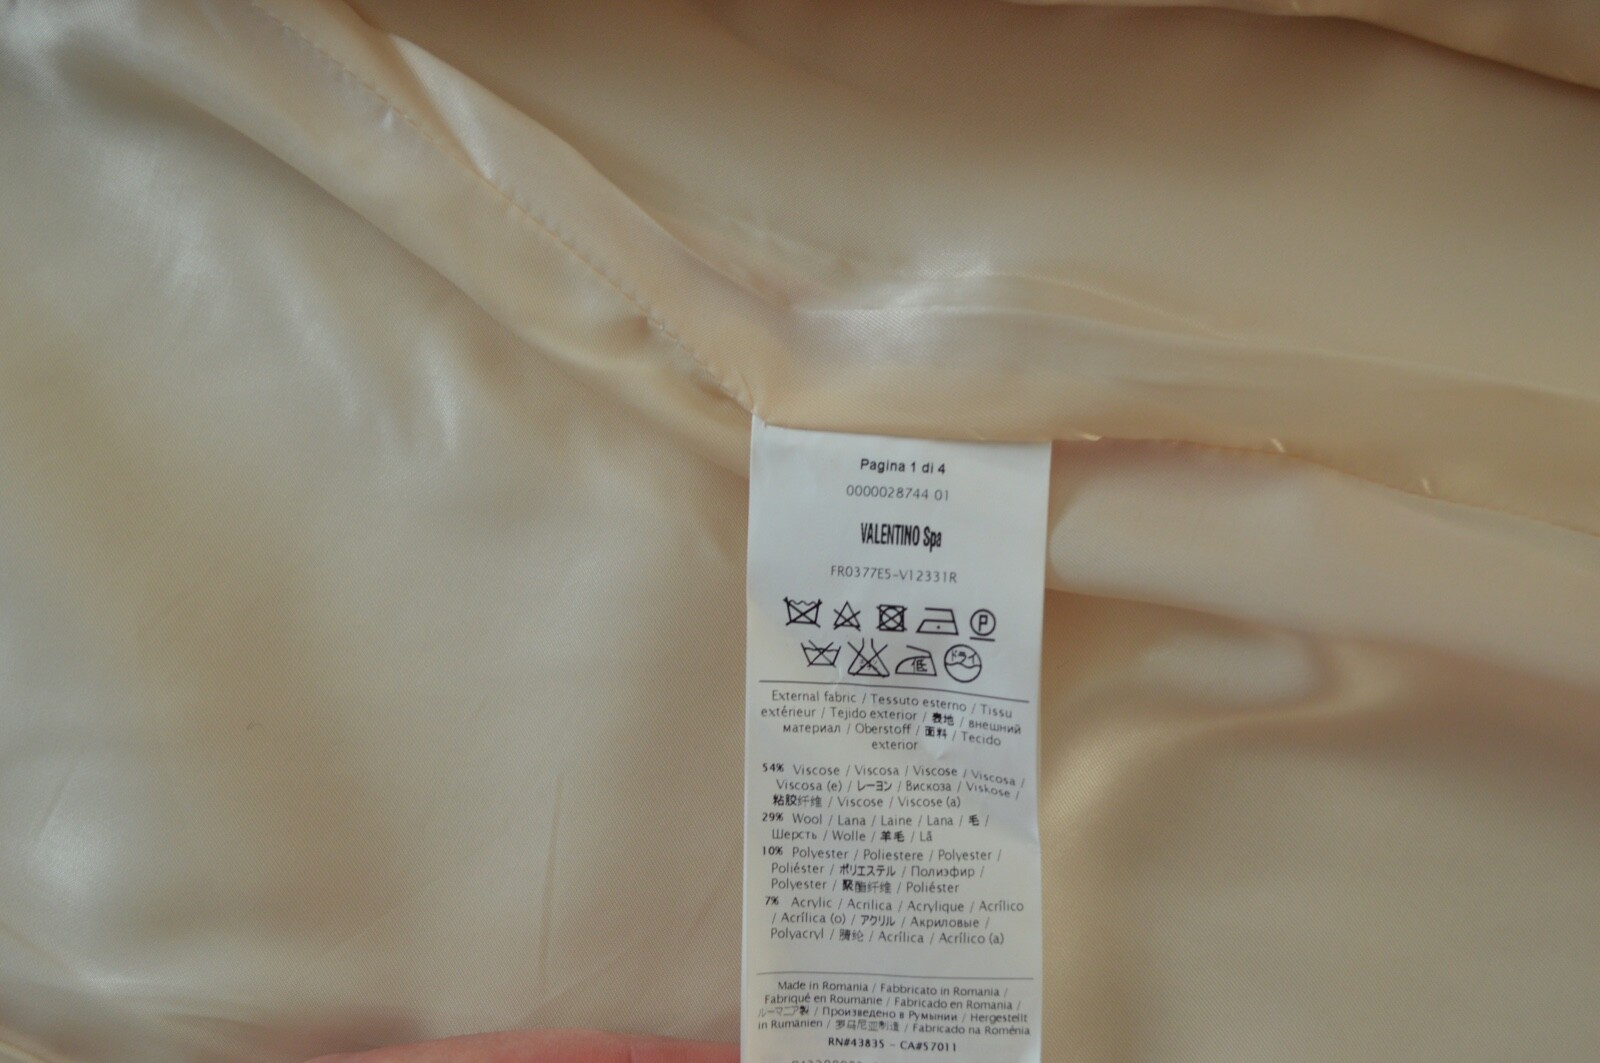 Pagina 1 di 4
0000028744 01
VALENTINO Spa
FR0377E5-V12331R
P
低 ドライ
External fabric / Tessuto esterno / Tissu
extérieur / Tejido exterior / 表地 / внешний
материал / Oberstoff / 面料 / Tecido
exterior
54% Viscose / Viscosa / Viscose / Viscosa /
Viscosa (e) / レーヨン / Вискоза / Viskose /
粘胶纤维 / Viscose / Viscose (a)
29% Wool / Lana / Laine / Lana / 毛 /
Шерсть / Wolle / 羊毛 / Lã
10% Polyester / Poliestere / Polyester /
Poliéster / ポリエステル / Полиэфир /
Polyester / 聚酯纤维 / Poliéster
7% Acrylic / Acrilica / Acrylique / Acrílico
/ Acrílica (o) / アクリル / Акриловые /
Polyacryl / 腈纶 / Acrílica / Acrílico (a)
Made in Romania / Fabbricato in Romania /
Fabriqué en Roumanie / Fabricado en Romania /
ルーマニア製 / Произведено в Румынии / Hergestellt
in Rumänien / 罗马尼亚制造 / Fabricado na Roménia
RN#43835 - CA#57011